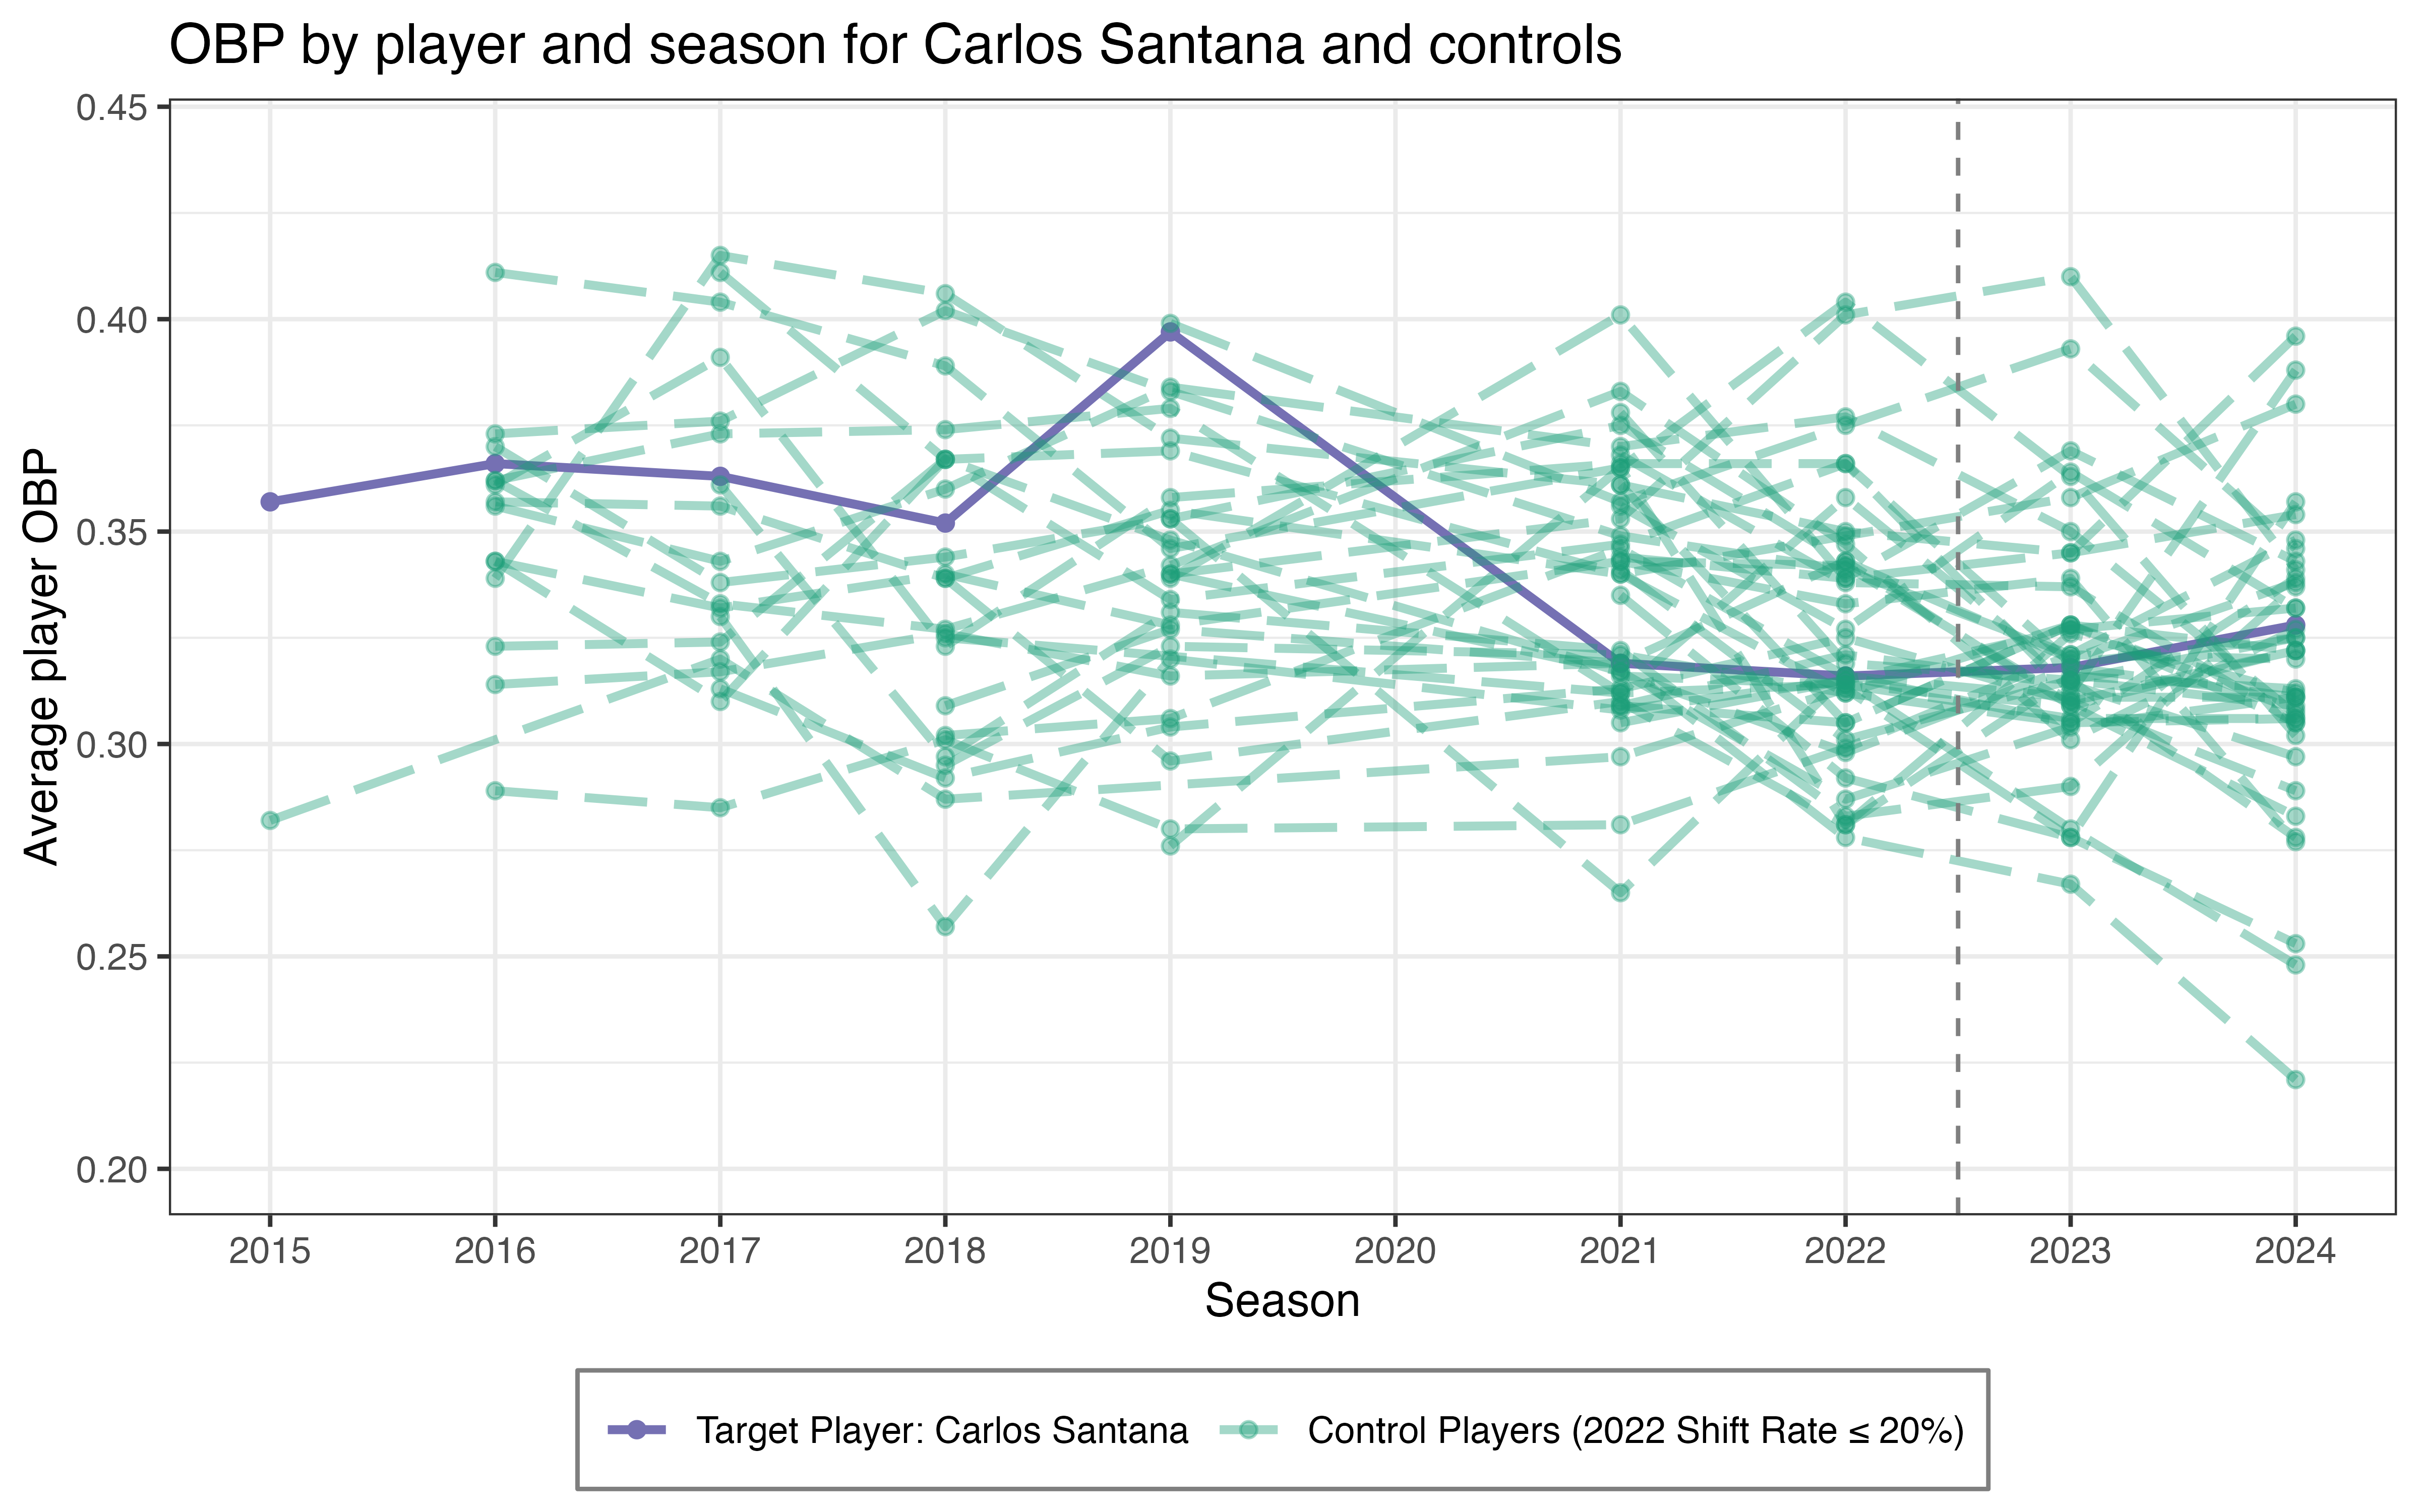 OBP by player and season for Carlos Santana and controls
Average player OBP
0.45
0.40
0.35
0.30
0.25
0.20
2015 2016 2017 2018 2019 2020 2021 2022 2023 2024
Season
Target Player: Carlos Santana Control Players (2022 Shift Rate ≤ 20%)